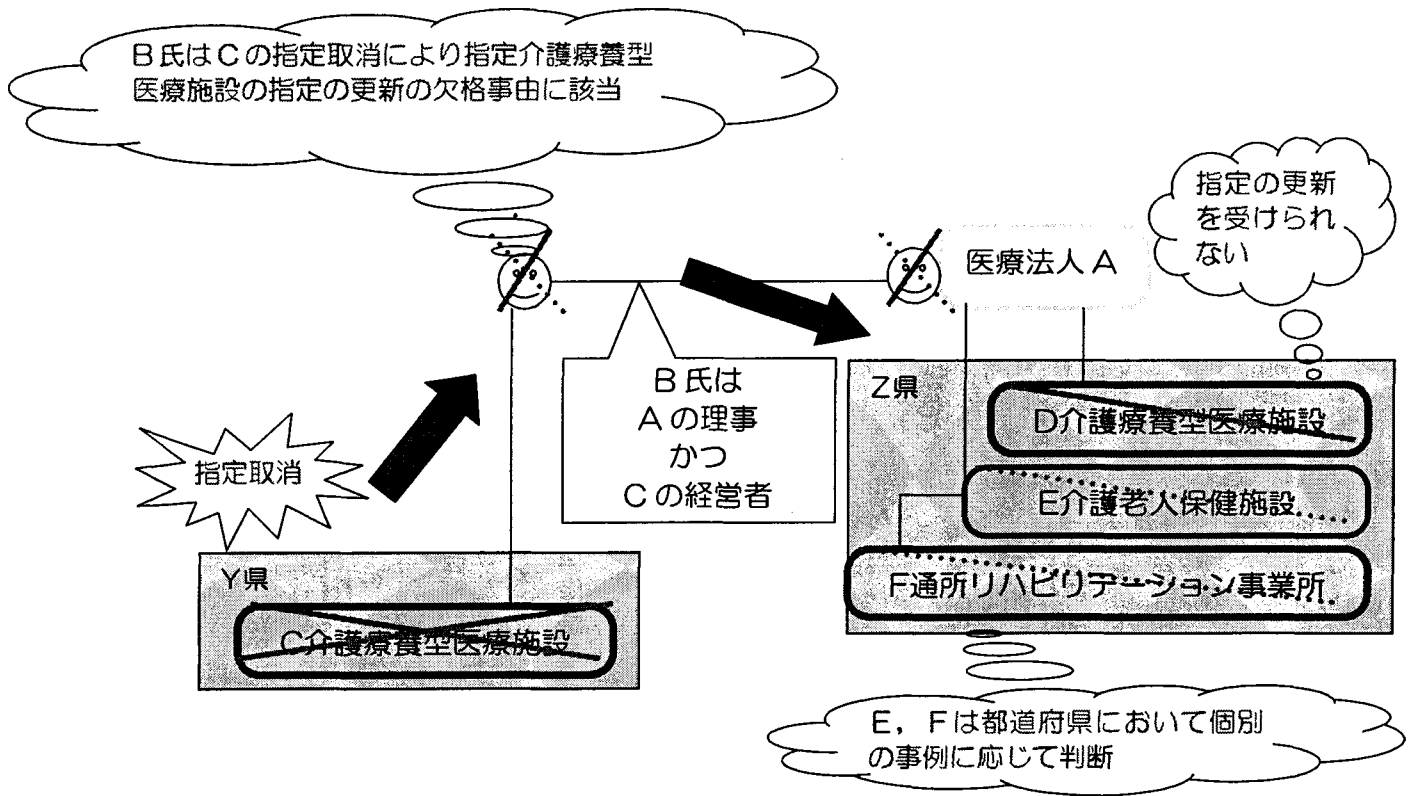 B氏はCの指定取消により指定介護療養型
医療施設の指定の更新の欠格事由に該当
指定の更新
を受けられ
ない
医療法人A
B氏は
Aの理事
かつ
Cの経営者
Z県
D介護療養型医療施設
E介護老人保健施設
F通所リハビリテーション事業所
指定取消
Y県
C介護療養型医療施設
E，Fは都道府県において個別
の事例に応じて判断